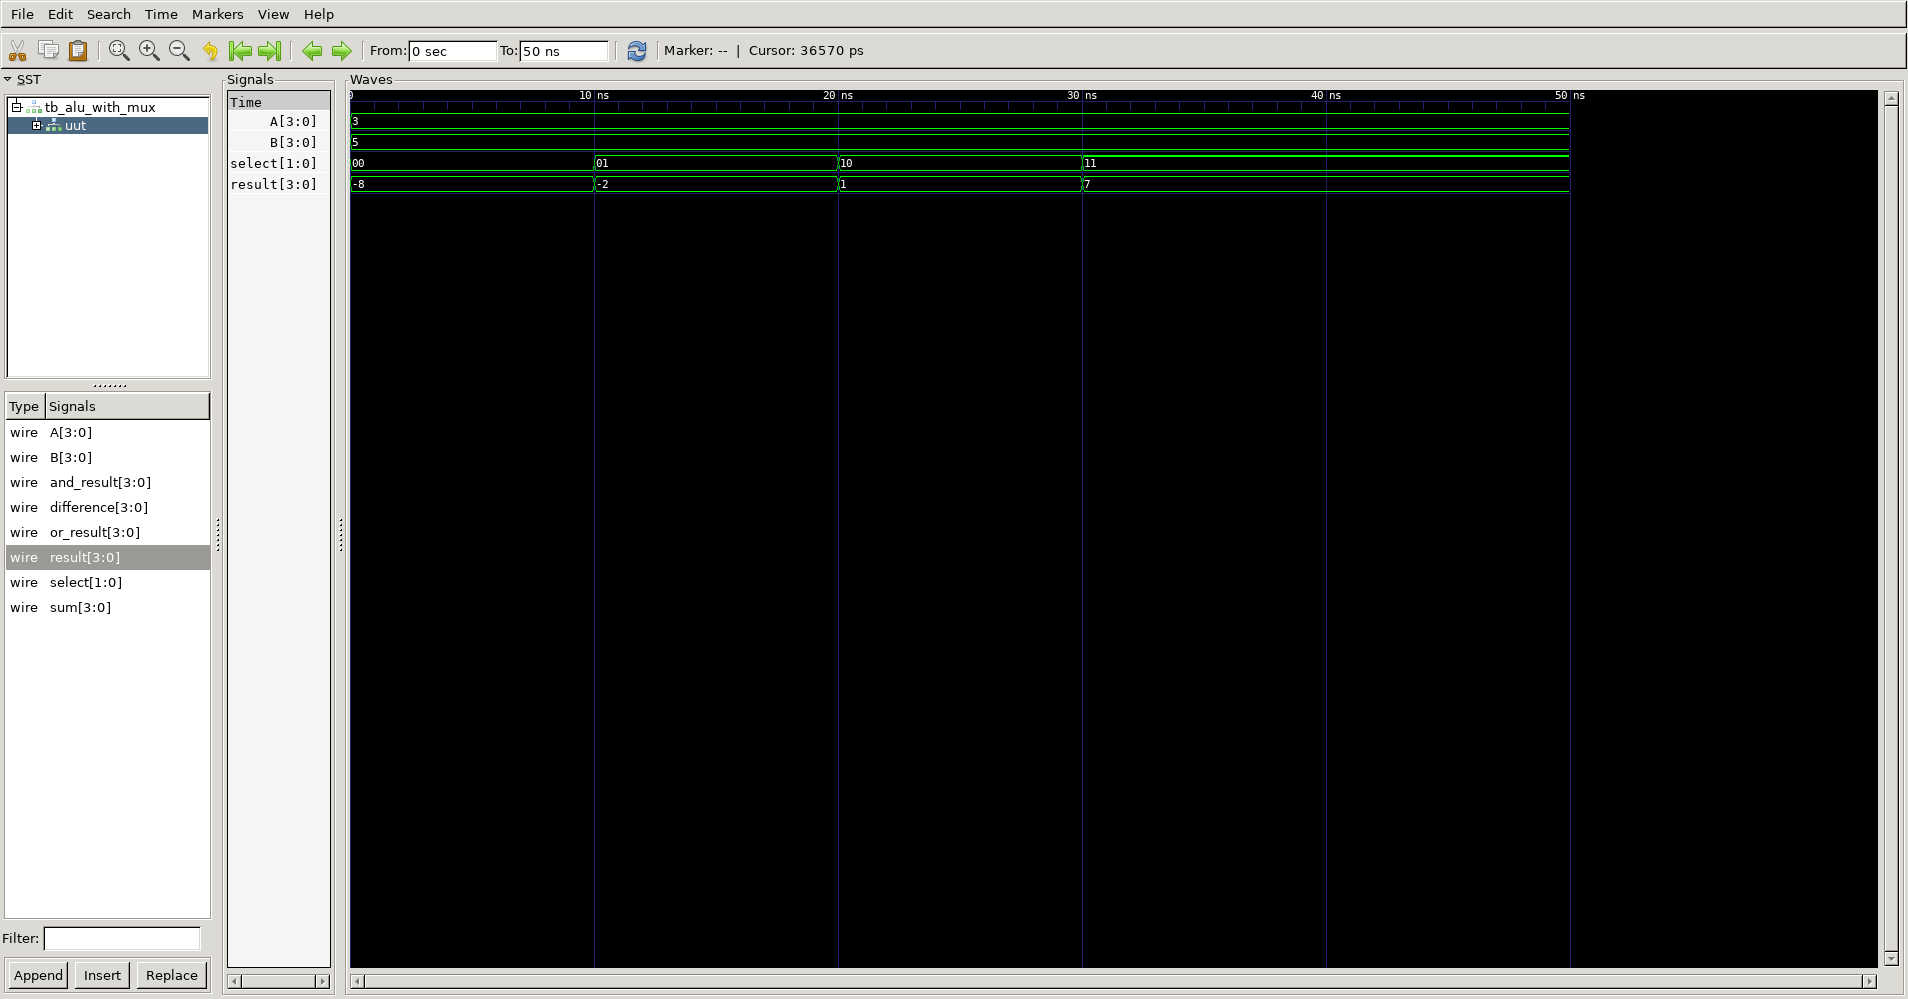 File Edit Search Time Markers View Help
From: 0 sec To: 50 ns Marker: -- | Cursor: 36570 ps
SST
tb_alu_with_mux
uut
Type Signals
wire A[3:0]
wire B[3:0]
wire and_result[3:0]
wire difference[3:0]
wire or_result[3:0]
wire result[3:0]
wire select[1:0]
wire sum[3:0]
Filter:
Append Insert Replace
Signals
Time
A[3:0]
B[3:0]
select[1:0]
result[3:0]
Waves
0 10 ns 20 ns 30 ns 40 ns 50 ns
3
5
00 01 10 11
-8 -2 1 7